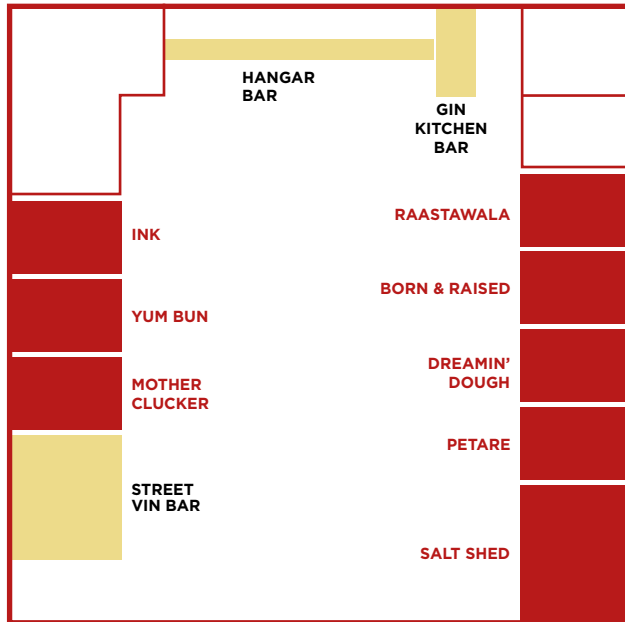 HANGAR
BAR
GIN
KITCHEN
BAR
INK
RAASTAWALA
YUM BUN
BORN & RAISED
MOTHER
CLUCKER
DREAMIN’
DOUGH
PETARE
STREET
VIN BAR
SALT SHED